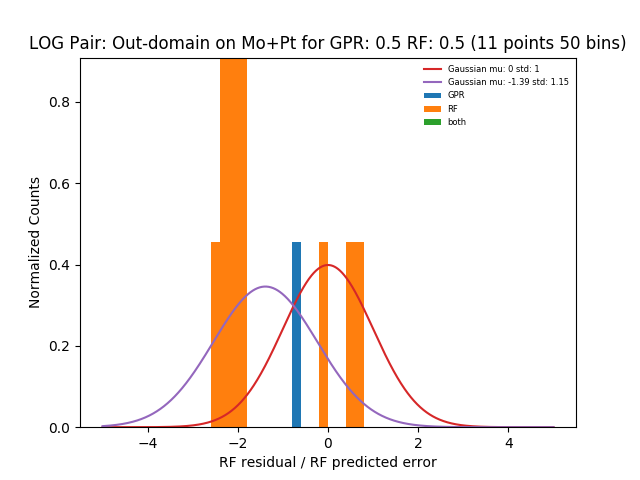 LOG Pair: Out-domain on Mo+Pt for GPR: 0.5 RF: 0.5 (11 points 50 bins)
Gaussian mu: 0 std: 1
Gaussian mu: -1.39 std: 1.15
GPR
RF
both
Normalized Counts
0.8
0.6
0.4
0.2
0.0
−4 −2 0 2 4
RF residual / RF predicted error